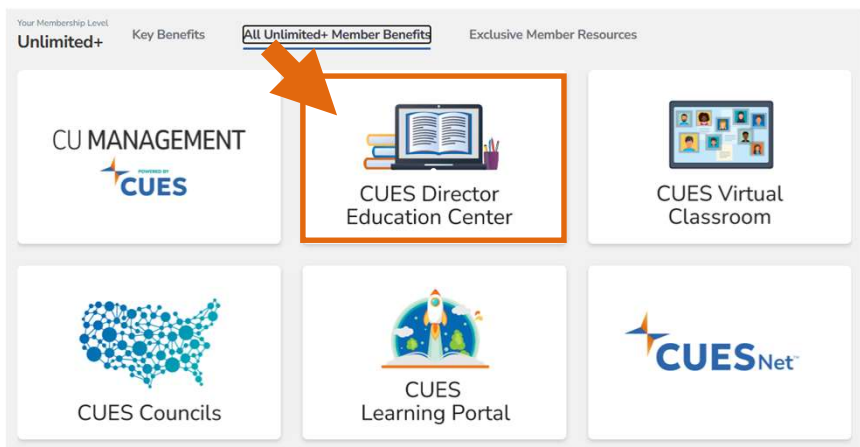 Your Membership Level
Unlimited+
Key Benefits
All Unlimited+ Member Benefits
Exclusive Member Resources
CU MANAGEMENT
POWERED BY
CUES
CUES Director
Education Center
CUES Virtual
Classroom
CUES Councils
CUES
Learning Portal
CUESNet™